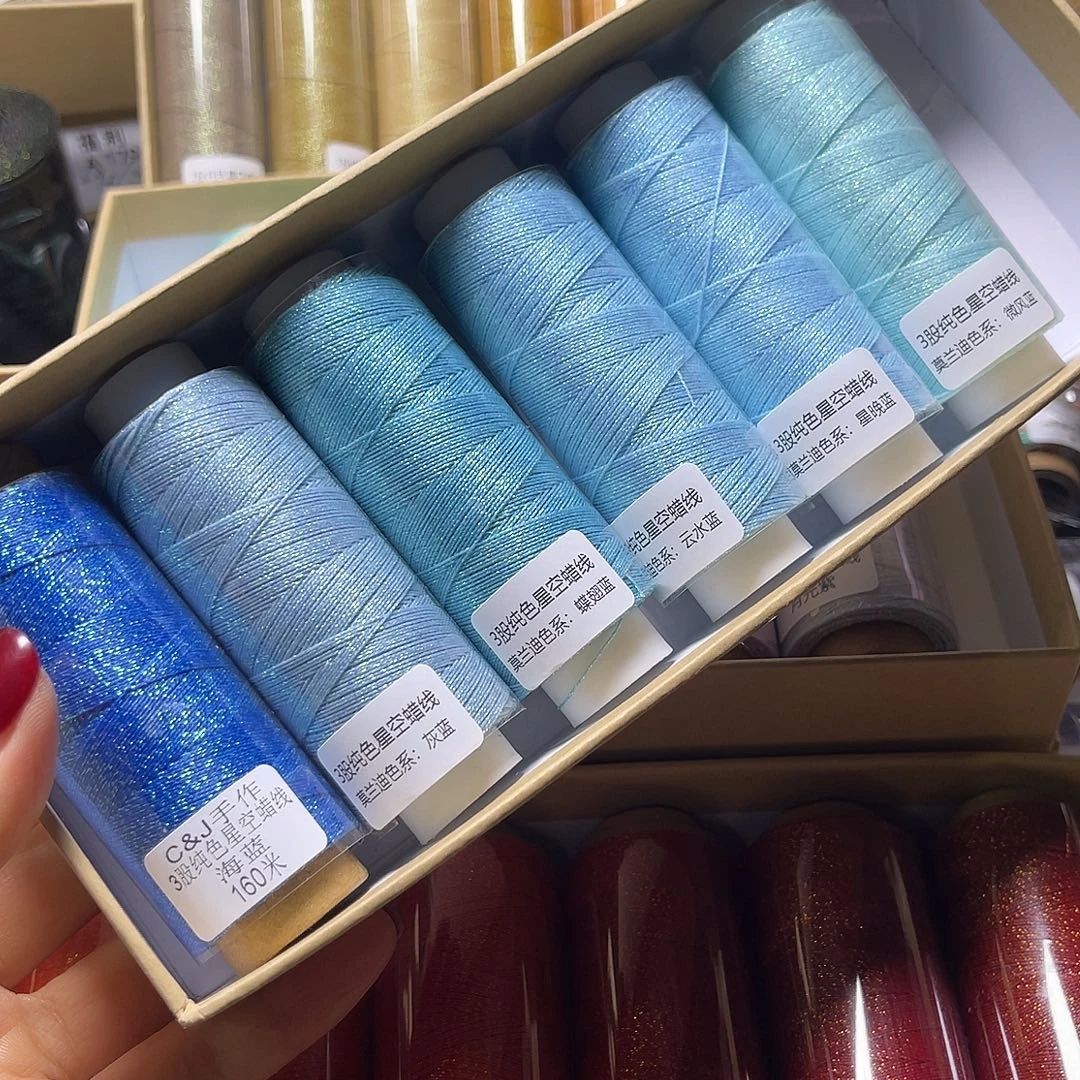 C&J手作
3股纯色星空蜡线
海蓝
160米
3股纯色星空蜡线
莫兰迪色系：灰蓝
3股纯色星空蜡线
莫兰迪色系：蝶翅蓝
纯色星空蜡线
色系：云水蓝
3股纯色星空蜡线
莫兰迪色系：星晚蓝
3股纯色星空蜡线
莫兰迪色系：微风蓝